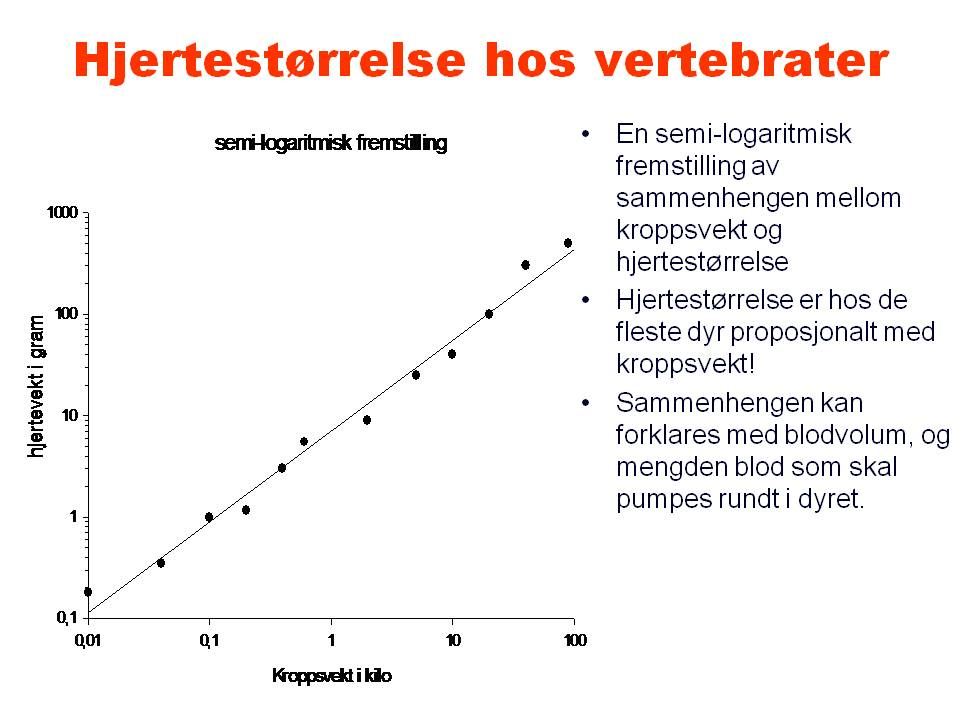 Hjertestørrelse hos vertebrater
semi-logaritmisk fremstilling
1000
100
10
1
0,1
hjertevekt i gram
0,01 0,1 1 10 100
Kroppsvekt i kilo
• En semi-logaritmisk
fremstilling av
sammenhengen mellom
kroppsvekt og
hjertestørrelse
• Hjertestørrelse er hos de
fleste dyr proposjonalt med
kroppsvekt!
• Sammenhengen kan
forklares med blodvolum, og
mengden blod som skal
pumpes rundt i dyret.